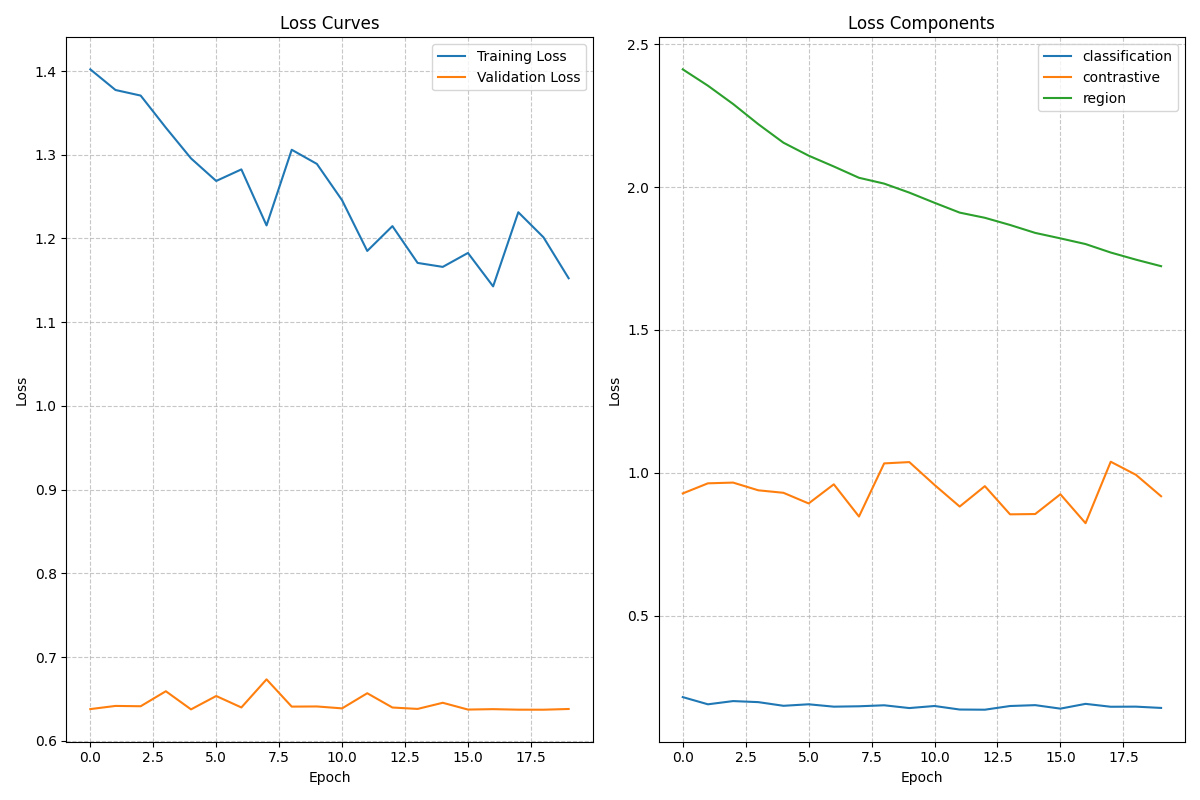 Loss Curves
Training Loss
Validation Loss
1.4
1.3
1.2
1.1
1.0
0.9
0.8
0.7
0.6
Loss
0.0 2.5 5.0 7.5 10.0 12.5 15.0 17.5
Epoch
Loss Components
classification
contrastive
region
2.5
2.0
1.5
1.0
0.5
Loss
0.0 2.5 5.0 7.5 10.0 12.5 15.0 17.5
Epoch